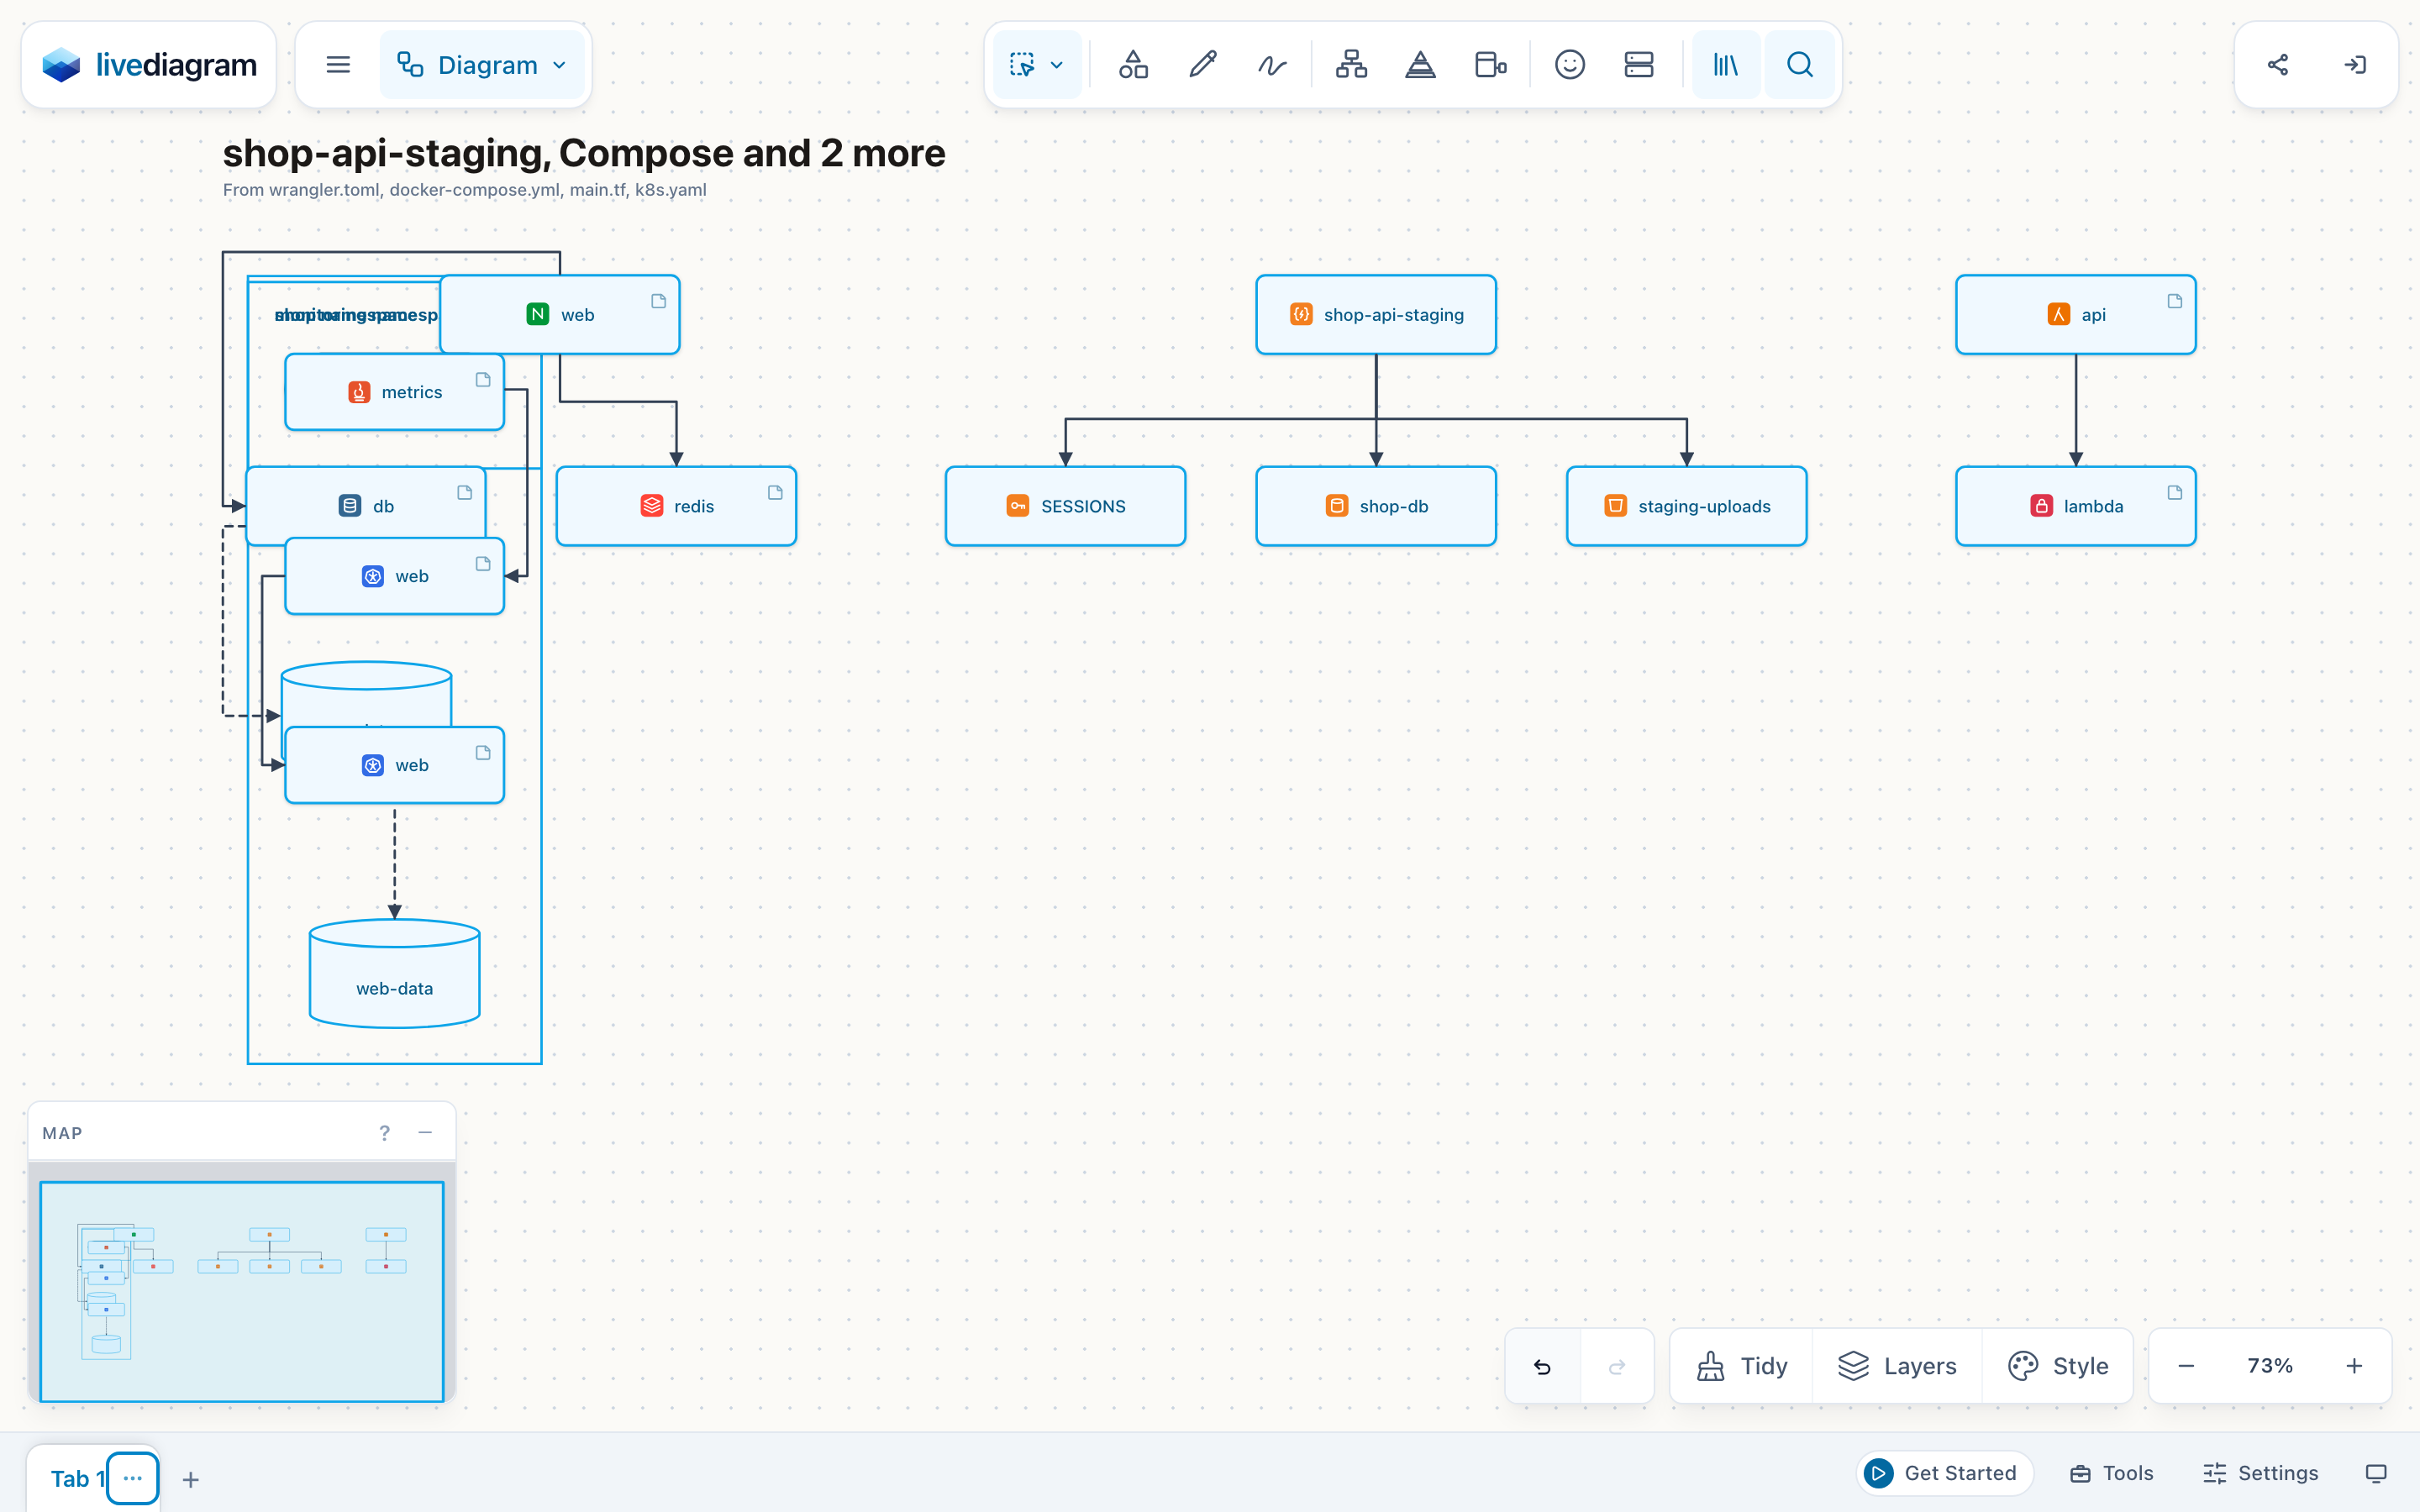 livediagram
Diagram
shop-api-staging, Compose and 2 more
From wrangler.toml, docker-compose.yml, main.tf, k8s.yaml
web
shop-api-staging
api
metrics
db
redis
SESSIONS
shop-db
staging-uploads
lambda
web
web
web-data
MAP
?
Tidy
Layers
Style
73%
Tab 1
Get Started
Tools
Settings